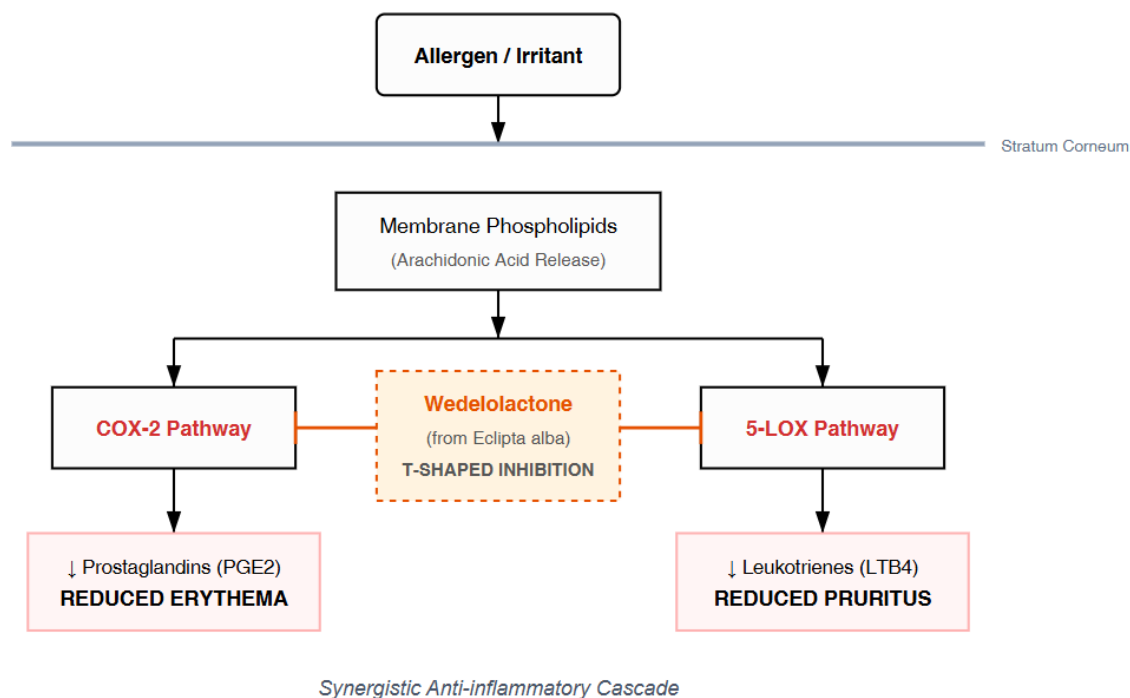 Allergen / Irritant
Stratum Corneum
Membrane Phospholipids
(Arachidonic Acid Release)
COX-2 Pathway
Wedelolactone
(from Eclipta alba)
T-SHAPED INHIBITION
5-LOX Pathway
↓ Prostaglandins (PGE2)
REDUCED ERYTHEMA
↓ Leukotrienes (LTB4)
REDUCED PRURITUS
Synergistic Anti-inflammatory Cascade